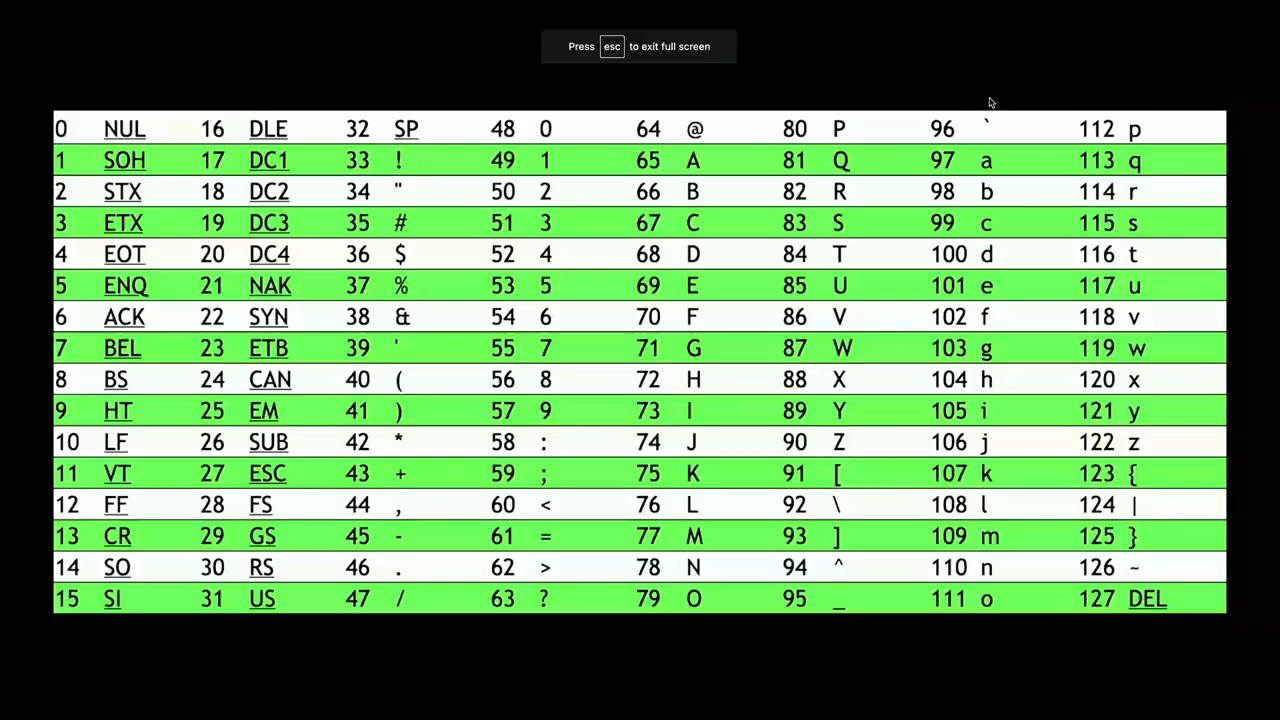 Press esc to exit full screen
0 NUL 16 DLE 32 SP 48 0 64 @ 80 P 96 ` 112 p
1 SOH 17 DC1 33 ! 49 1 65 A 81 Q 97 a 113 q
2 STX 18 DC2 34 " 50 2 66 B 82 R 98 b 114 r
3 ETX 19 DC3 35 # 51 3 67 C 83 S 99 c 115 s
4 EOT 20 DC4 36 $ 52 4 68 D 84 T 100 d 116 t
5 ENQ 21 NAK 37 % 53 5 69 E 85 U 101 e 117 u
6 ACK 22 SYN 38 & 54 6 70 F 86 V 102 f 118 v
7 BEL 23 ETB 39 ' 55 7 71 G 87 W 103 g 119 w
8 BS 24 CAN 40 ( 56 8 72 H 88 X 104 h 120 x
9 HT 25 EM 41 ) 57 9 73 I 89 Y 105 i 121 y
10 LF 26 SUB 42 * 58 : 74 J 90 Z 106 j 122 z
11 VT 27 ESC 43 + 59 ; 75 K 91 [ 107 k 123 {
12 FF 28 FS 44 , 60 < 76 L 92 \ 108 l 124 |
13 CR 29 GS 45 - 61 = 77 M 93 ] 109 m 125 }
14 SO 30 RS 46 . 62 > 78 N 94 ^ 110 n 126 ~
15 SI 31 US 47 / 63 ? 79 O 95 _ 111 o 127 DEL